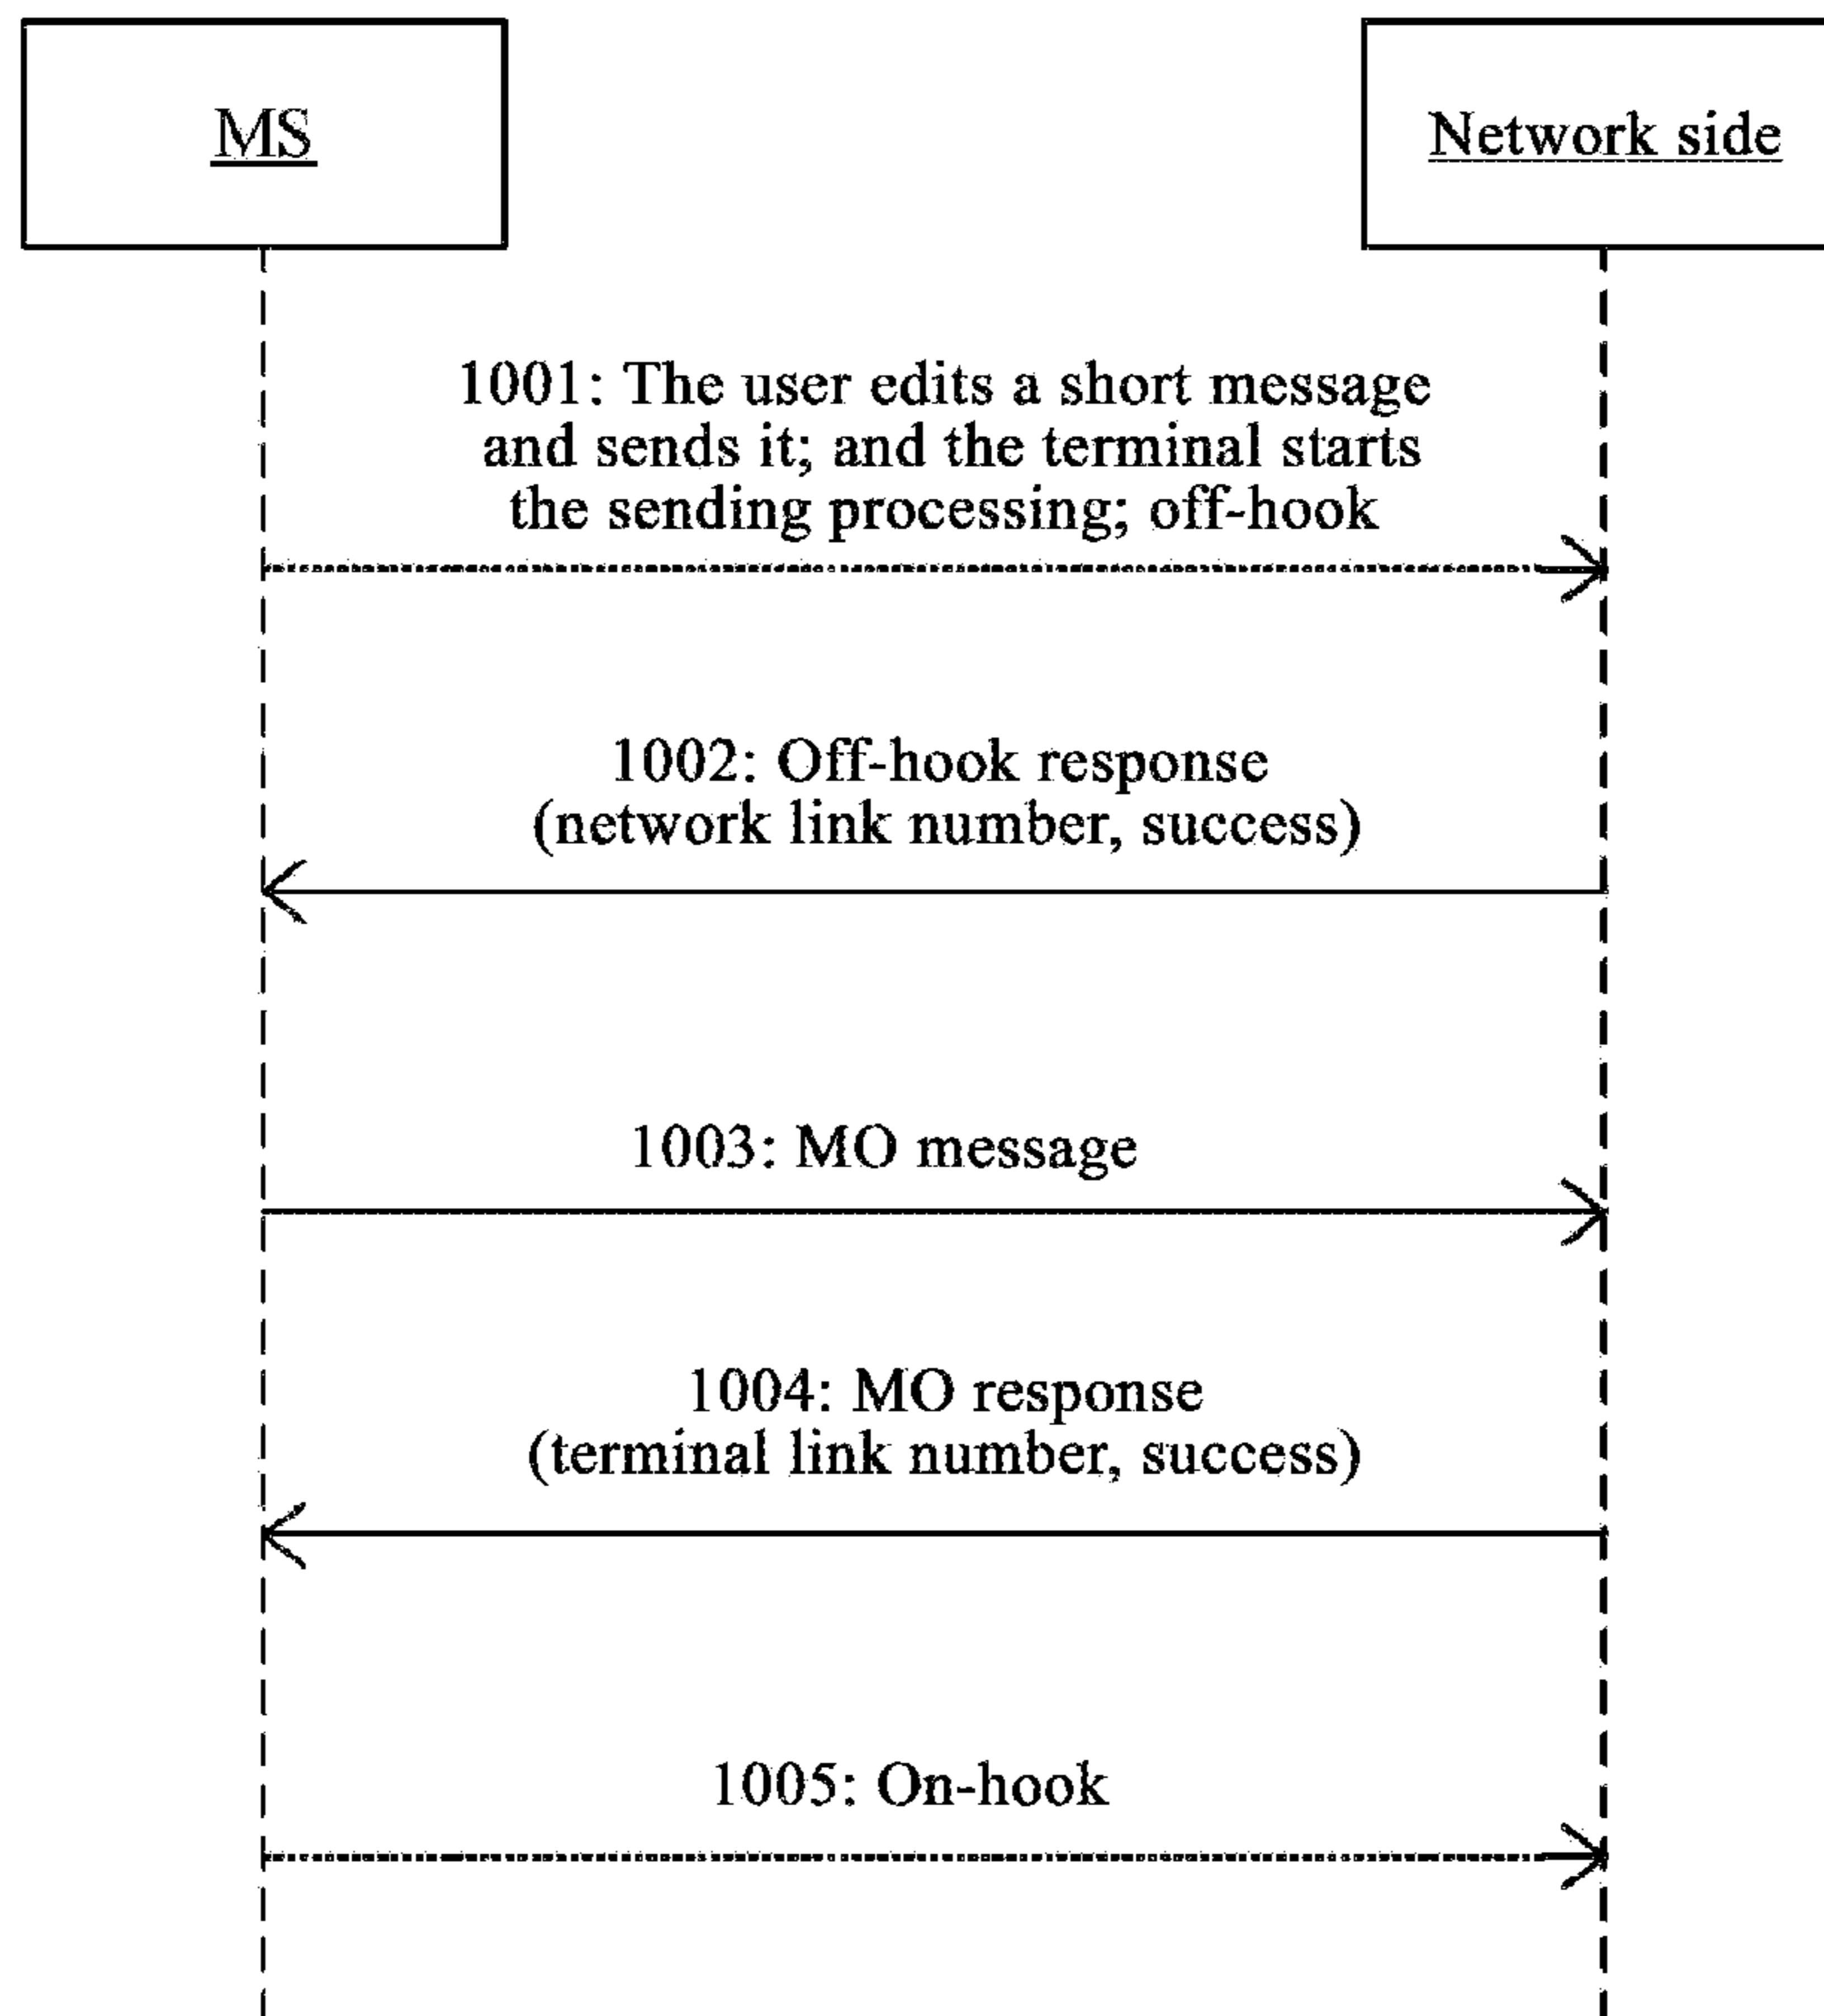 MS
Network side
1001: The user edits a short message
and sends it; and the terminal starts
the sending processing; off-hook
1002: Off-hook response
(network link number, success)
1003: MO message
1004: MO response
(terminal link number, success)
1005: On-hook